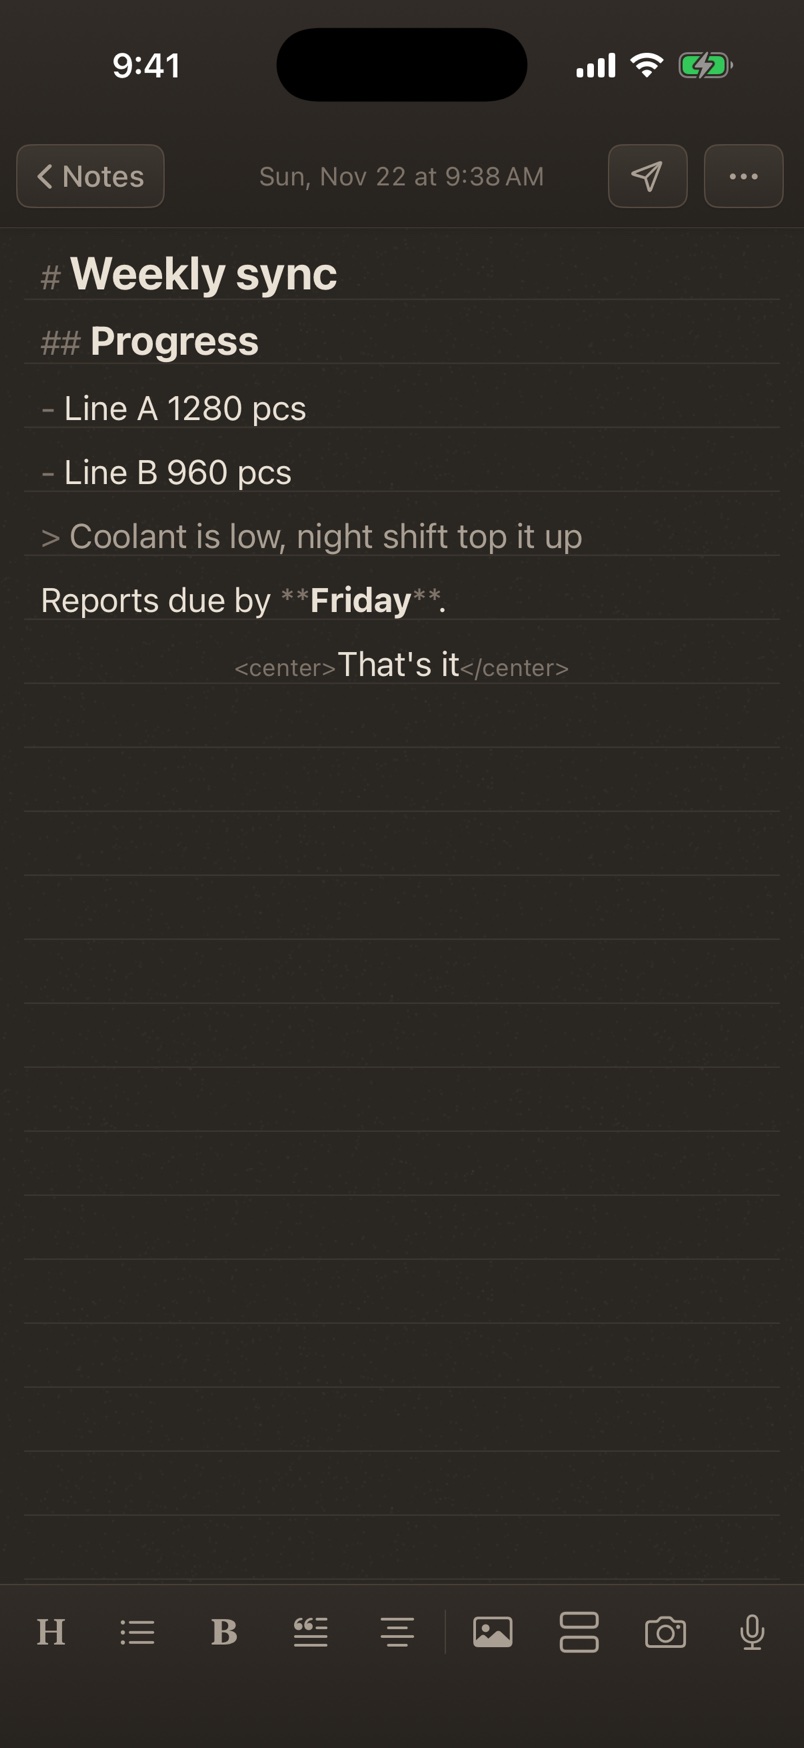 9:41
Notes
Sun, Nov 22 at 9:38 AM
# Weekly sync
## Progress
- Line A 1280 pcs
- Line B 960 pcs
> Coolant is low, night shift top it up
Reports due by **Friday**.
<center>That's it</center>
H B